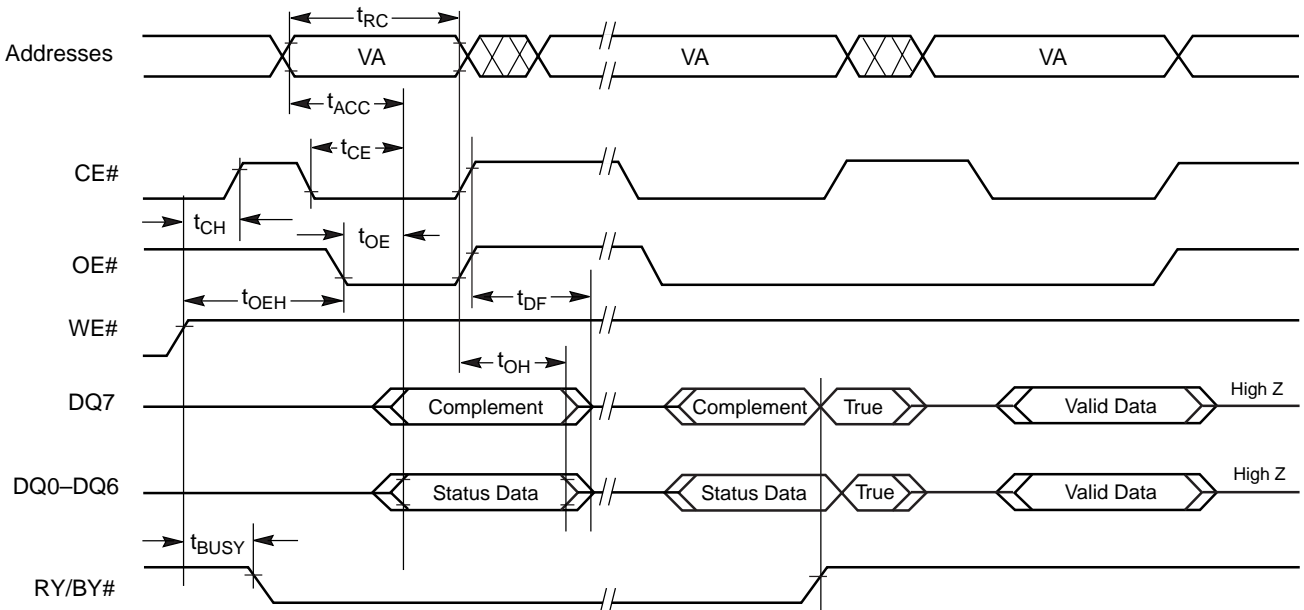 tRC
Addresses VA VA VA
tACC
tCE
CE#
tCH
tOE
OE#
tOEH
tDF
WE#
tOH
DQ7 Complement Complement True Valid Data High Z
DQ0–DQ6 Status Data Status Data True Valid Data High Z
tBUSY
RY/BY#